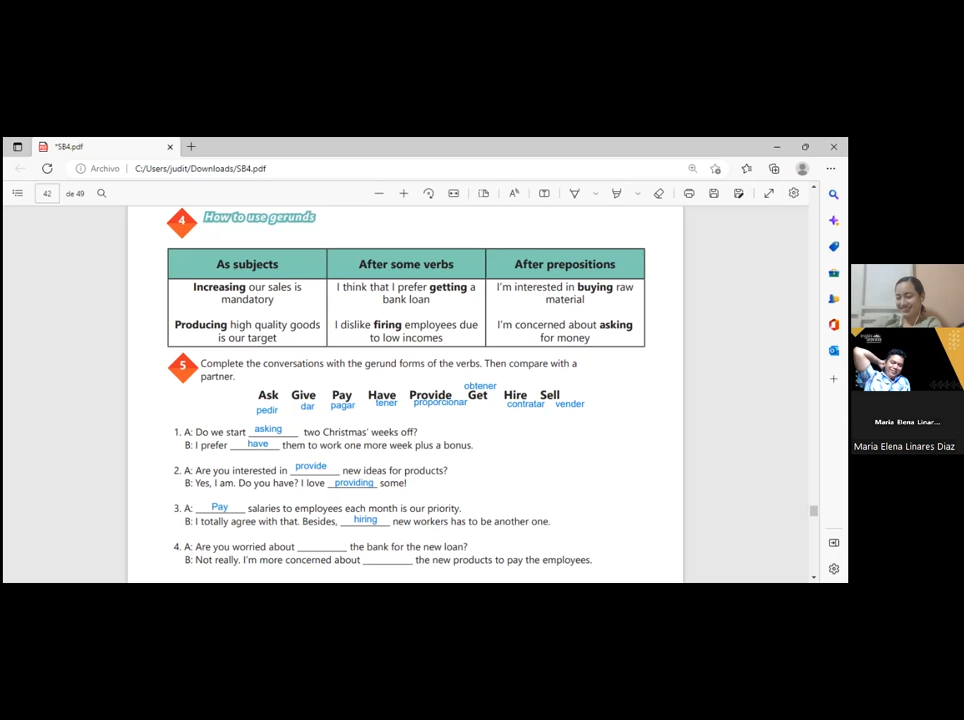 *SB4.pdf
Archivo
C:/Users/judit/Downloads/SB4.pdf
42
de 49
4
How to use gerunds
As subjects
After some verbs
After prepositions
Increasing our sales is
mandatory
I think that I prefer getting a
bank loan
I'm interested in buying raw
material
Producing high quality goods
is our target
I dislike firing employees due
to low incomes
I'm concerned about asking
for money
5
Complete the conversations with the gerund forms of the verbs. Then compare with a
partner.
obtener
Ask Give Pay Have Provide Get Hire Sell
pedir dar pagar tener proporcionar contratar vender
1. A: Do we start asking two Christmas' weeks off?
B: I prefer have them to work one more week plus a bonus.
2. A: Are you interested in provide new ideas for products?
B: Yes, I am. Do you have? I love providing some!
3. A: Pay salaries to employees each month is our priority.
B: I totally agree with that. Besides, hiring new workers has to be another one.
4. A: Are you worried about ________ the bank for the new loan?
B: Not really. I'm more concerned about ________ the new products to pay the employees.
Maria Elena Linar...
Maria Elena Linares Diaz